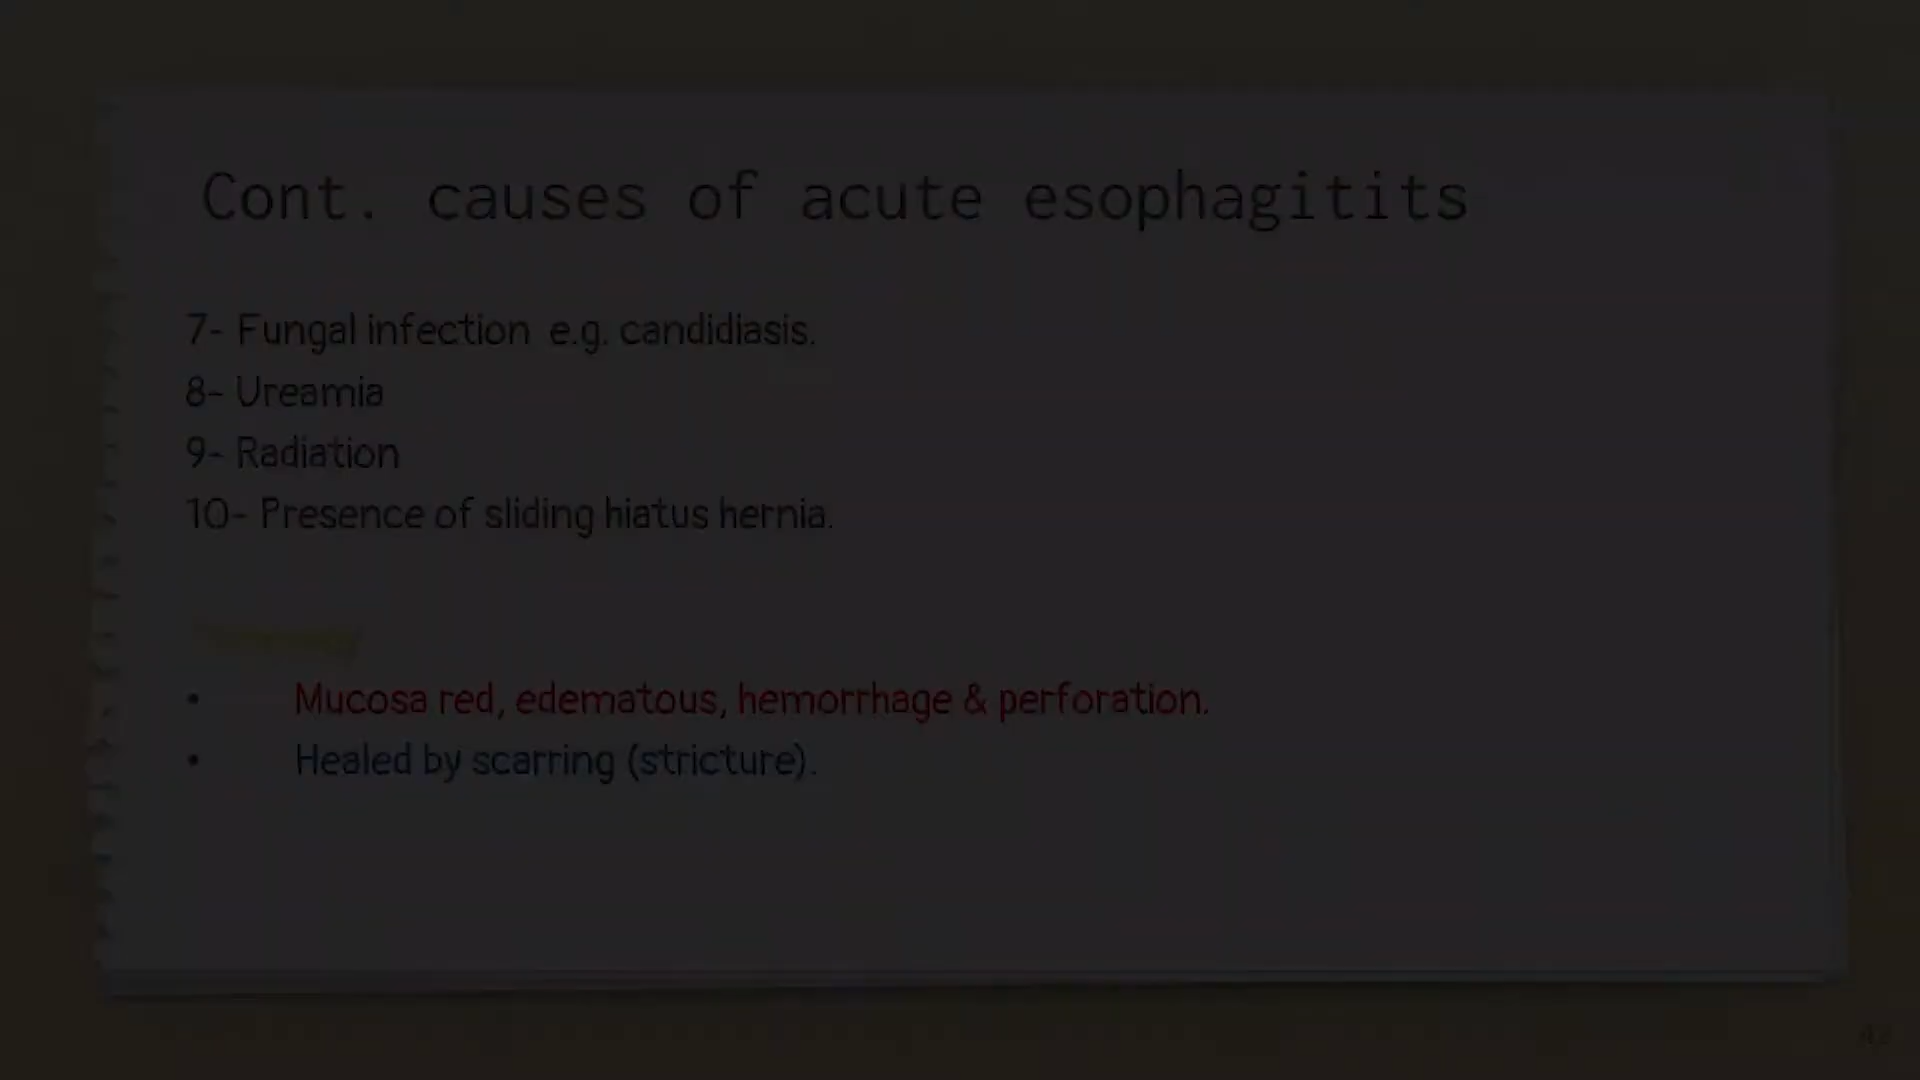 Cont. causes of acute esophagitits
7- Fungal infection e.g. candidiasis.
8- Ureamia
9- Radiation
10- Presence of sliding hiatus hernia.
• Mucosa red, edematous, hemorrhage & perforation.
• Healed by scarring (stricture).